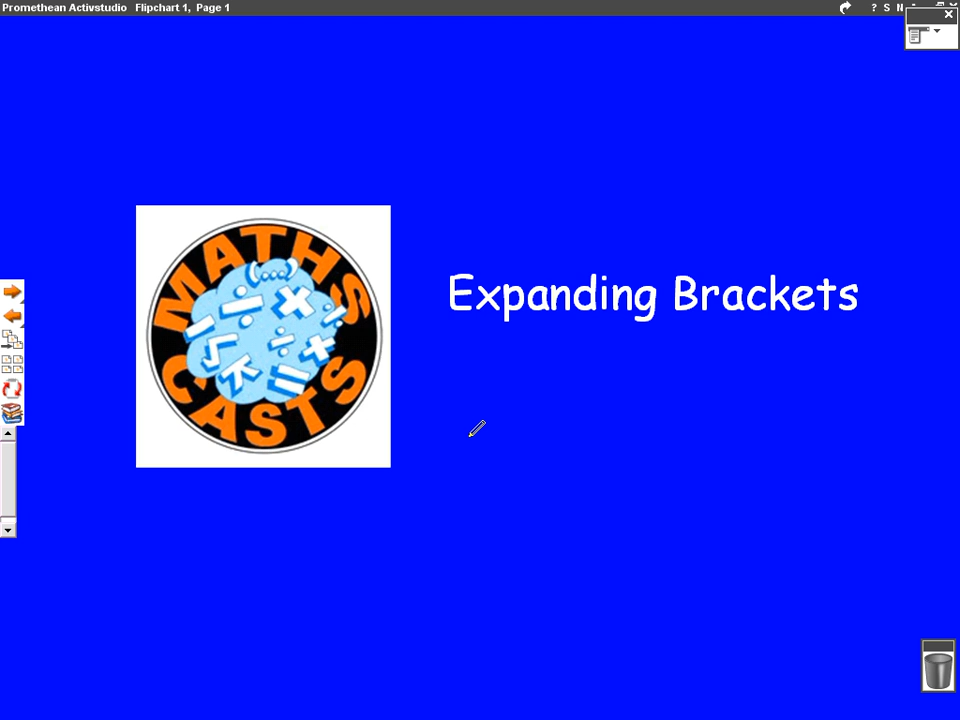 Promethean Activstudio Flipchart 1, Page 1
? S N
MATHS
(....)
CASTS
Expanding Brackets